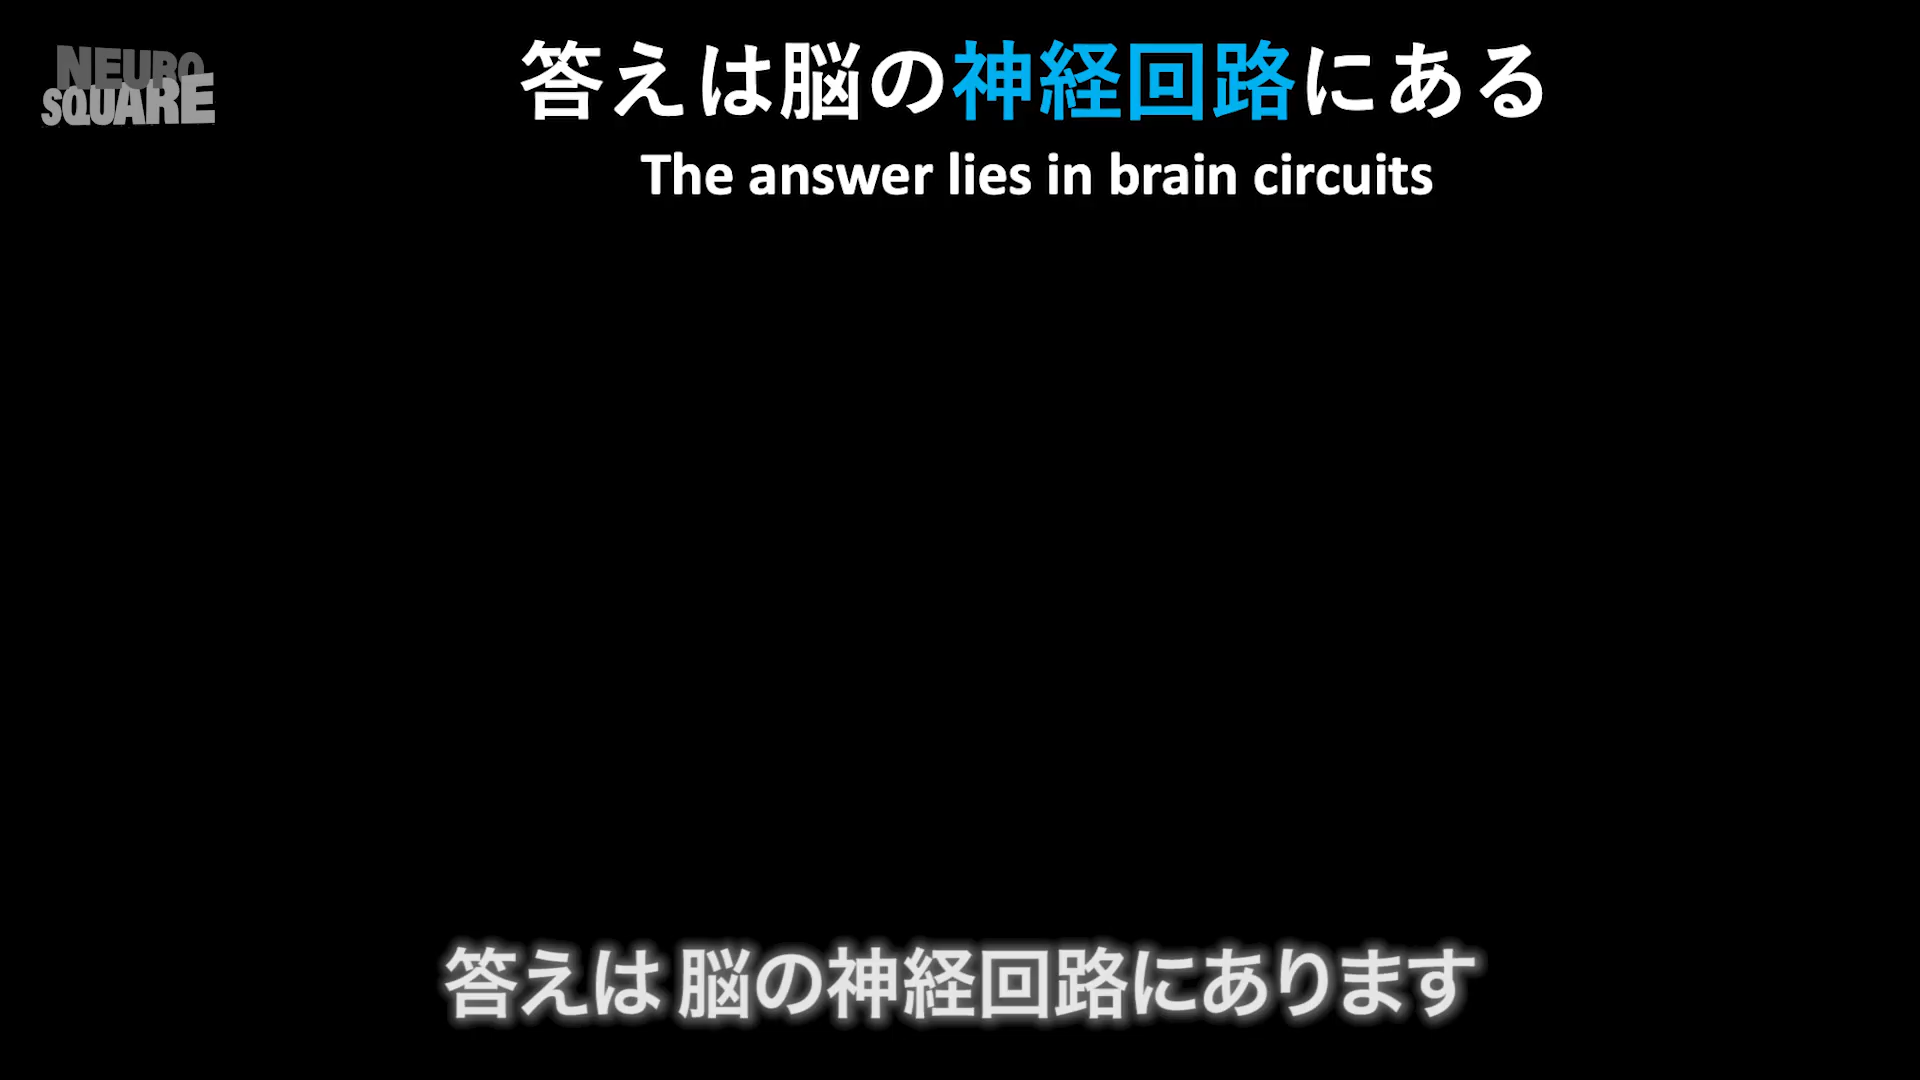 NEURO
SQUARE
答えは脳の神経回路にある
The answer lies in brain circuits
答えは 脳の神経回路にあります